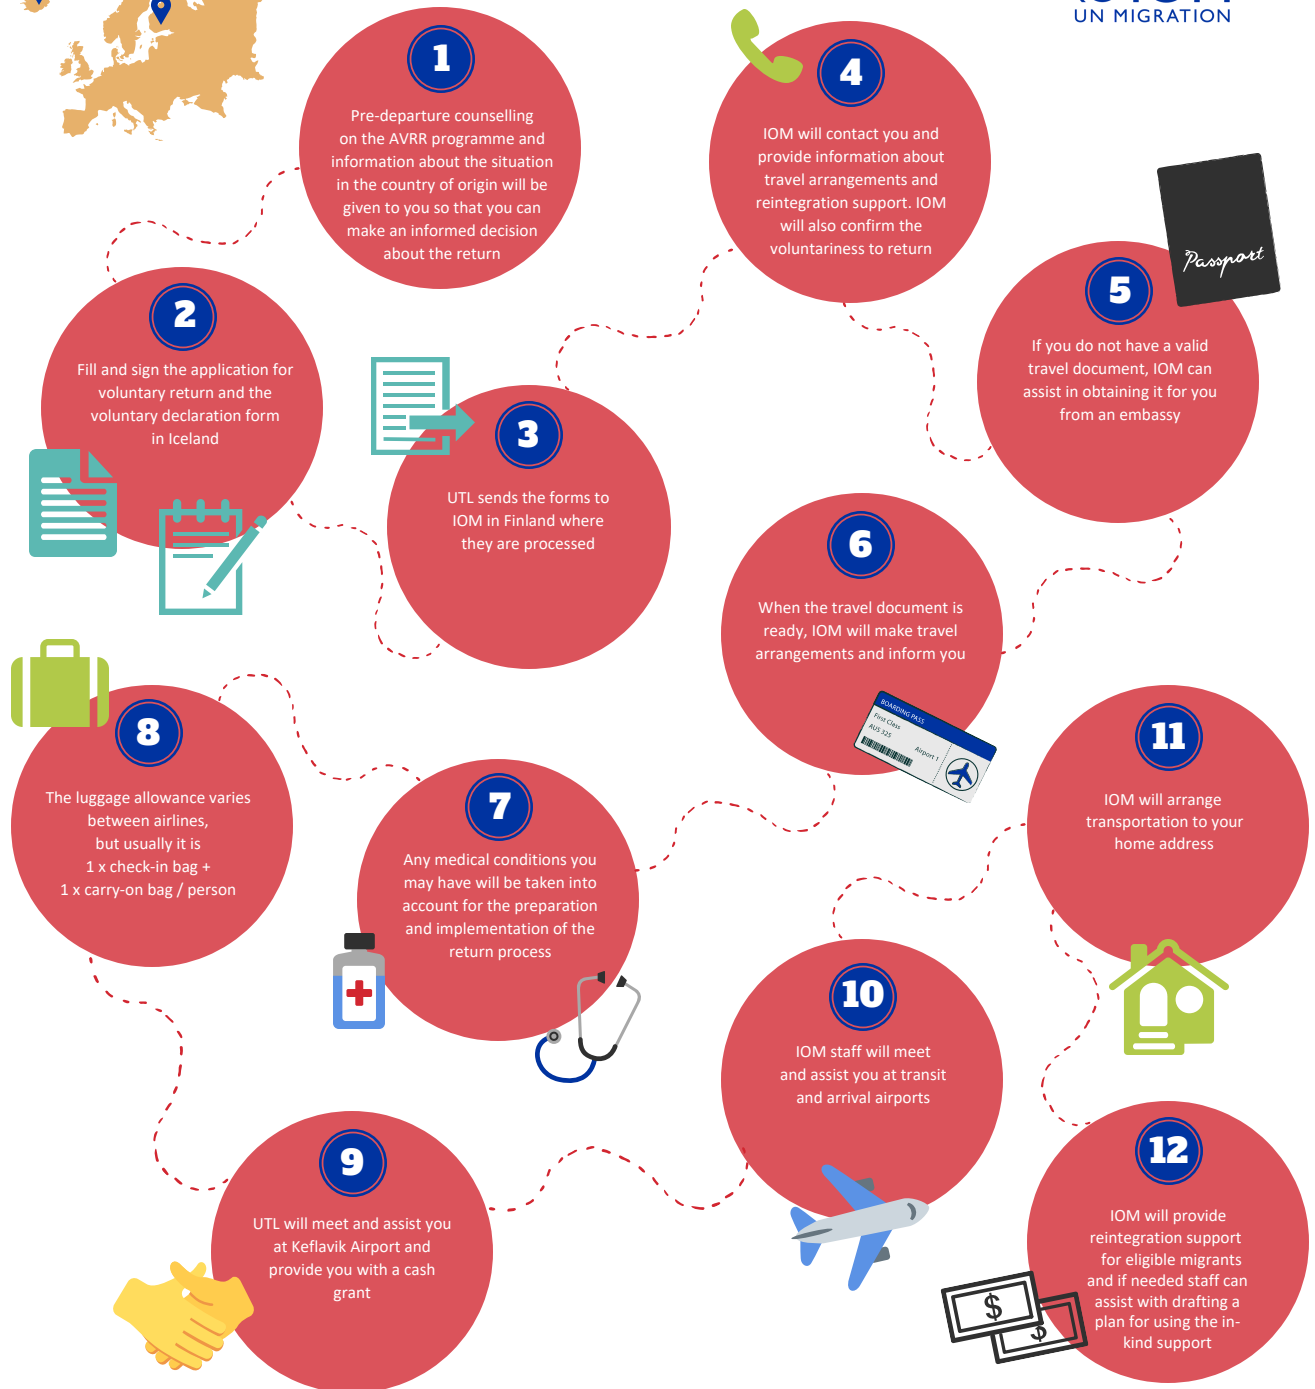 UN MIGRATION
1
Pre-departure counselling
on the AVRR programme and
information about the situation
in the country of origin will be
given to you so that you can
make an informed decision
about the return
2
Fill and sign the application for
voluntary return and the
voluntary declaration form
in Iceland
3
UTL sends the forms to
IOM in Finland where
they are processed
4
IOM will contact you and
provide information about
travel arrangements and
reintegration support. IOM
will also confirm the
voluntariness to return
Passport
5
If you do not have a valid
travel document, IOM can
assist in obtaining it for you
from an embassy
6
When the travel document is
ready, IOM will make travel
arrangements and inform you
BOARDING PASS
First Class
AUS 325
Airport 1
7
Any medical conditions you
may have will be taken into
account for the preparation
and implementation of the
return process
8
The luggage allowance varies
between airlines,
but usually it is
1 x check-in bag +
1 x carry-on bag / person
9
UTL will meet and assist you
at Keflavik Airport and
provide you with a cash
grant
10
IOM staff will meet
and assist you at transit
and arrival airports
11
IOM will arrange
transportation to your
home address
12
IOM will provide
reintegration support
for eligible migrants
and if needed staff can
assist with drafting a
plan for using the in-
kind support
$
$